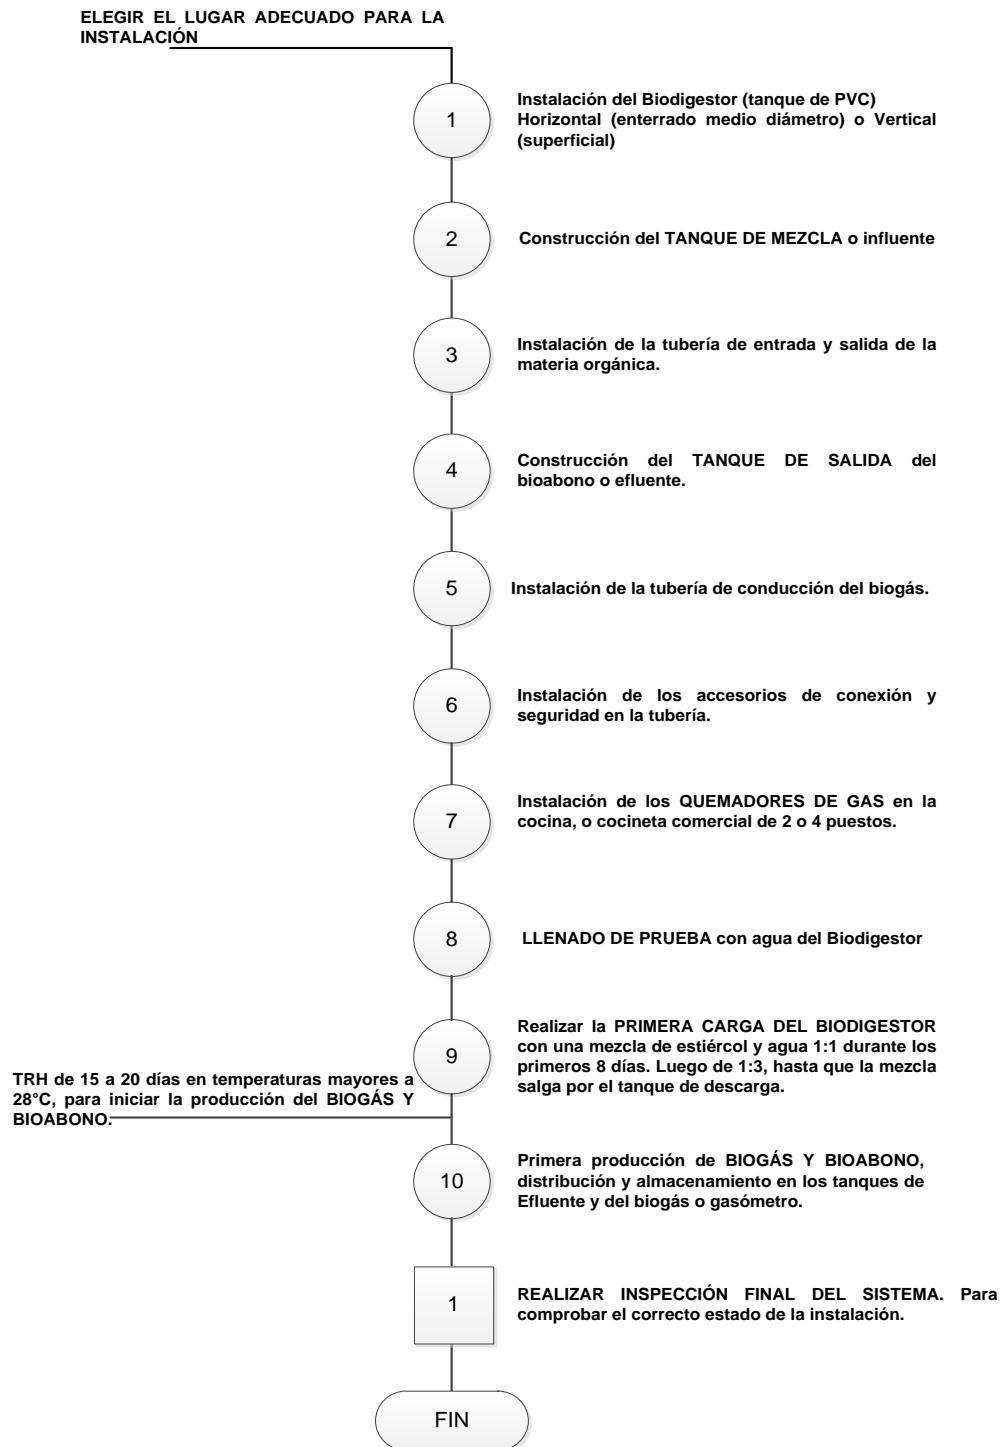 ELEGIR EL LUGAR ADECUADO PARA LA
INSTALACIÓN
1
Instalación del Biodigestor (tanque de PVC)
Horizontal (enterrado medio diámetro) o Vertical
(superficial)
2
Construcción del TANQUE DE MEZCLA o influente
3
Instalación de la tubería de entrada y salida de la
materia orgánica.
4
Construcción del TANQUE DE SALIDA del
bioabono o efluente.
5
Instalación de la tubería de conducción del biogás.
6
Instalación de los accesorios de conexión y
seguridad en la tubería.
7
Instalación de los QUEMADORES DE GAS en la
cocina, o cocineta comercial de 2 o 4 puestos.
8
LLENADO DE PRUEBA con agua del Biodigestor
9
Realizar la PRIMERA CARGA DEL BIODIGESTOR
con una mezcla de estiércol y agua 1:1 durante los
primeros 8 días. Luego de 1:3, hasta que la mezcla
salga por el tanque de descarga.
TRH de 15 a 20 días en temperaturas mayores a
28°C, para iniciar la producción del BIOGÁS Y
BIOABONO.
10
Primera producción de BIOGÁS Y BIOABONO,
distribución y almacenamiento en los tanques de
Efluente y del biogás o gasómetro.
1
REALIZAR INSPECCIÓN FINAL DEL SISTEMA. Para
comprobar el correcto estado de la instalación.
FIN